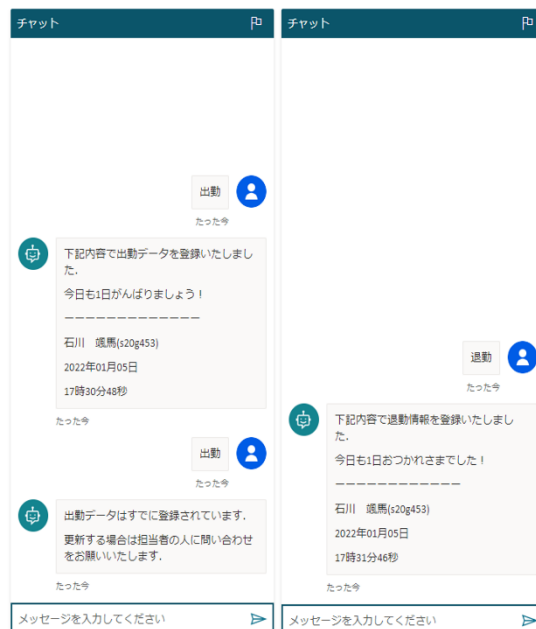 チャット
出勤
たった今
下記内容で出勤データを登録いたしまし
た.
今日も1日がんばりましょう！
ーーーーーーーーーーーーー
石川　颯馬(s20g453)
2022年01月05日
17時30分48秒
たった今
出勤
たった今
出勤データはすでに登録されています.
更新する場合は担当者の人に問い合わせ
をお願いいたします.
たった今
メッセージを入力してください
チャット
退勤
たった今
下記内容で退勤情報を登録いたしまし
た.
今日も1日おつかれさまでした！
ーーーーーーーーーーーー
石川　颯馬(s20g453)
2022年01月05日
17時31分46秒
たった今
メッセージを入力してください